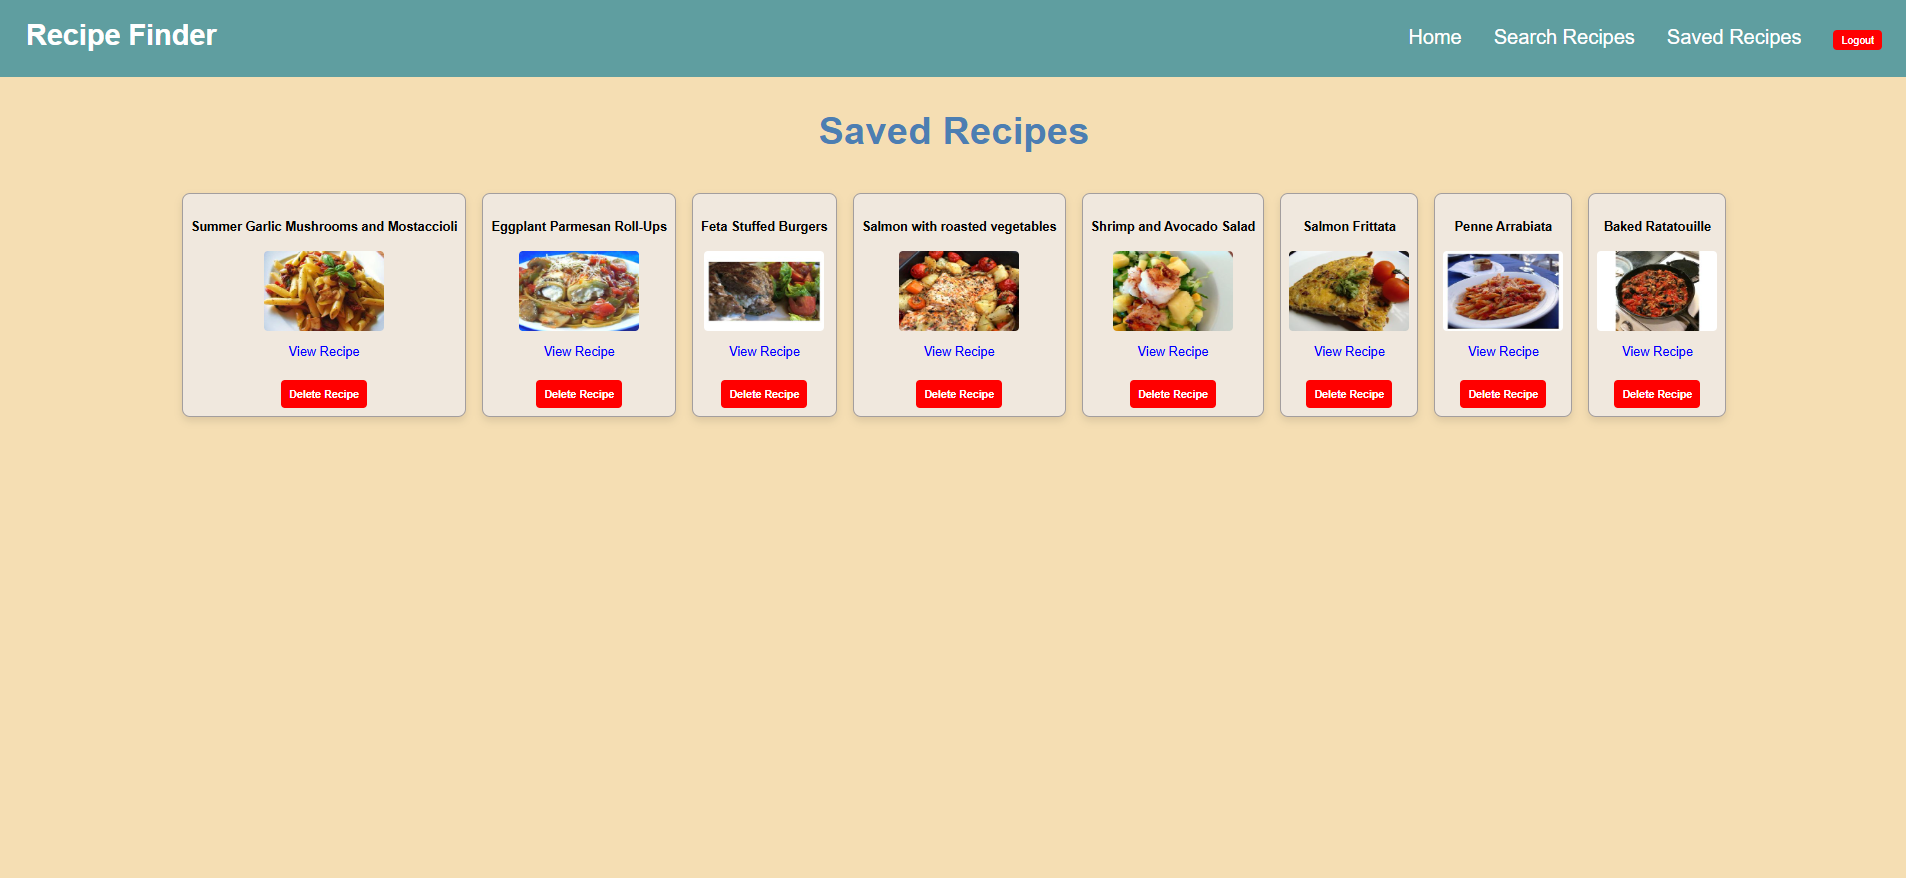 Recipe Finder
Home
Search Recipes
Saved Recipes
Logout
Saved Recipes
Summer Garlic Mushrooms and Mostaccioli
View Recipe
Delete Recipe
Eggplant Parmesan Roll-Ups
View Recipe
Delete Recipe
Feta Stuffed Burgers
View Recipe
Delete Recipe
Salmon with roasted vegetables
View Recipe
Delete Recipe
Shrimp and Avocado Salad
View Recipe
Delete Recipe
Salmon Frittata
View Recipe
Delete Recipe
Penne Arrabiata
View Recipe
Delete Recipe
Baked Ratatouille
View Recipe
Delete Recipe